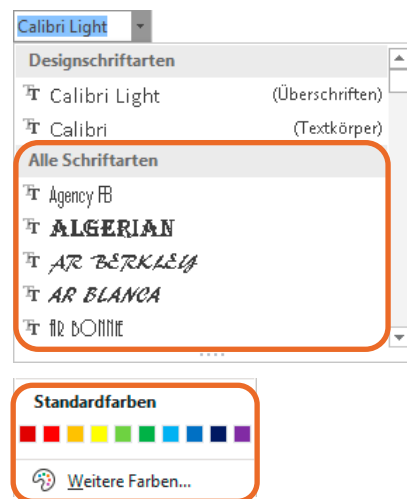 Calibri Light
Designschriftarten
Calibri Light (Überschriften)
Calibri (Textkörper)
Alle Schriftarten
Agency FB
ALGERIAN
AR BERKLEY
AR BLANCA
AR BONNIE
Standardfarben
Weitere Farben...